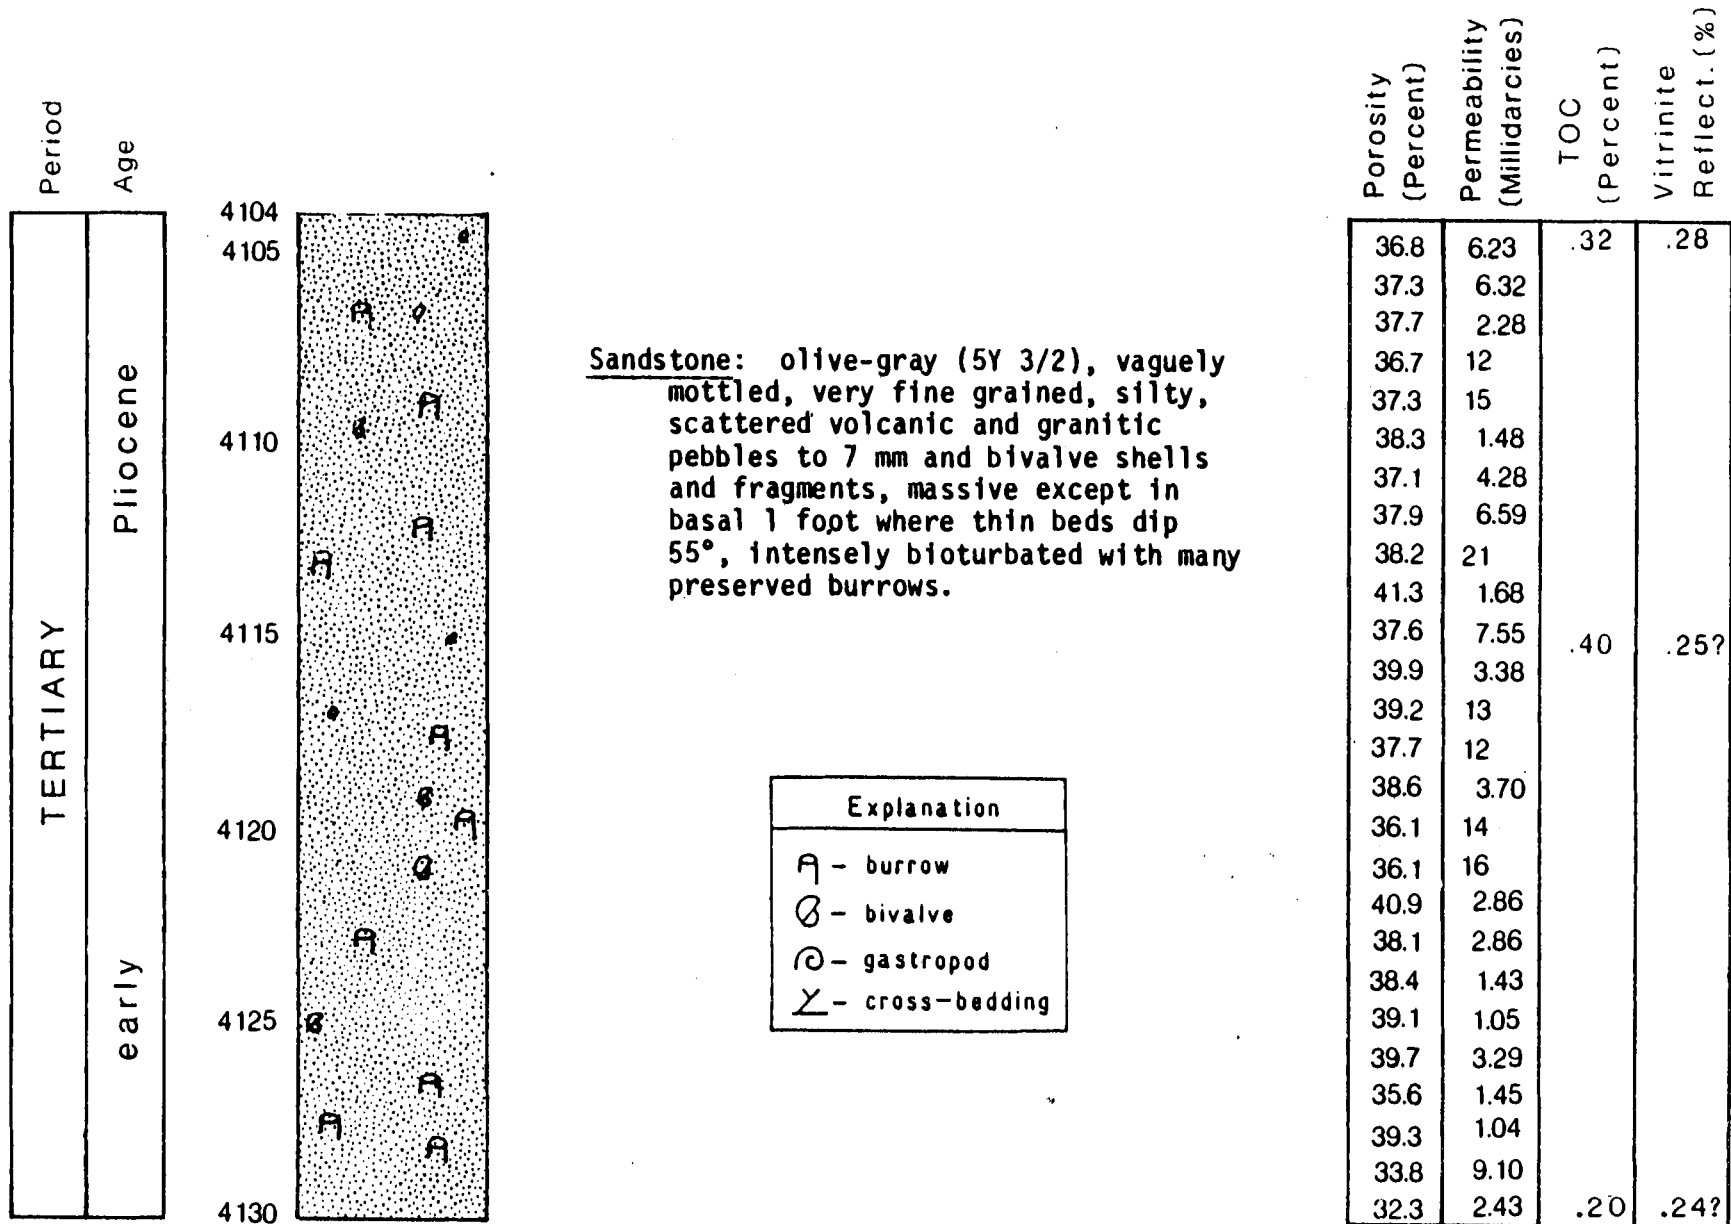 Period
Age
TERTIARY
early Pliocene
4104
4105
4110
4115
4120
4125
4130
Sandstone: olive-gray (5Y 3/2), vaguely
mottled, very fine grained, silty,
scattered volcanic and granitic
pebbles to 7 mm and bivalve shells
and fragments, massive except in
basal 1 foot where thin beds dip
55°, intensely bioturbated with many
preserved burrows.
Explanation
– burrow
– bivalve
– gastropod
– cross-bedding
Porosity
(Percent)
Permeability
(Millidarcies)
TOC
(Percent)
Vitrinite
Reflect.(%)
36.8 6.23 .32 .28
37.3 6.32
37.7 2.28
36.7 12
37.3 15
38.3 1.48
37.1 4.28
37.9 6.59
38.2 21
41.3 1.68
37.6 7.55 .40 .25?
39.9 3.38
39.2 13
37.7 12
38.6 3.70
36.1 14
36.1 16
40.9 2.86
38.1 2.86
38.4 1.43
39.1 1.05
39.7 3.29
35.6 1.45
39.3 1.04
33.8 9.10
32.3 2.43 .20 .24?